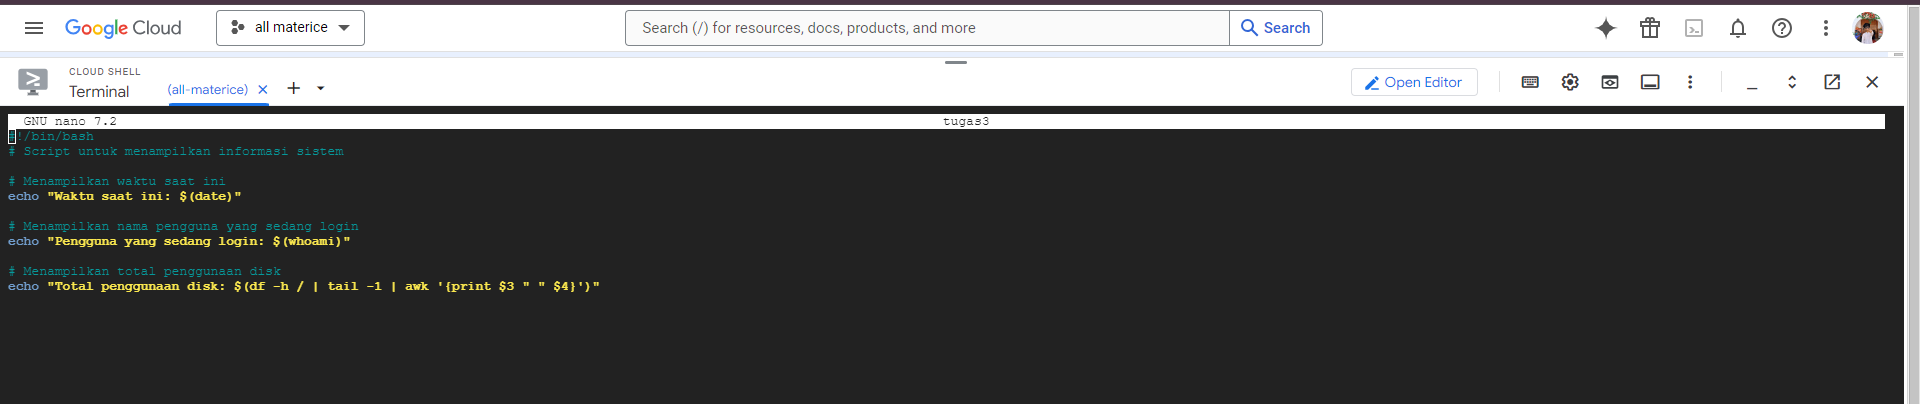 Google Cloud
all materice
Search (/) for resources, docs, products, and more
Search
CLOUD SHELL
Terminal
(all-materice)
Open Editor
GNU nano 7.2 tugas3
#!/bin/bash
# Script untuk menampilkan informasi sistem
# Menampilkan waktu saat ini
echo "Waktu saat ini: $(date)"
# Menampilkan nama pengguna yang sedang login
echo "Pengguna yang sedang login: $(whoami)"
# Menampilkan total penggunaan disk
echo "Total penggunaan disk: $(df -h / | tail -1 | awk '{print $3 " " $4}')"